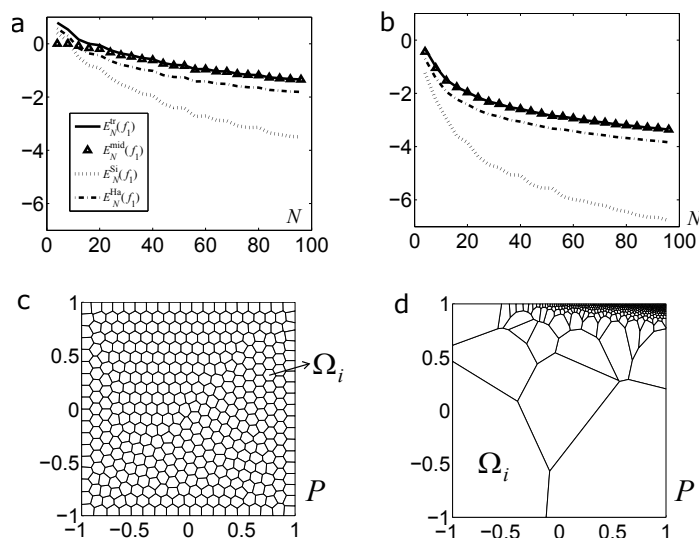 a
0
−2
−4
−6
E_N^tr(f_1)
E_N^mid(f_1)
E_N^Si(f_1)
E_N^Ha(f_1)
N
0 20 40 60 80 100
b
0
−2
−4
−6
N
0 20 40 60 80 100
c
1
0.5
0
−0.5
−1
Ω_i
P
−1 −0.5 0 0.5 1
d
1
0.5
0
−0.5
−1
Ω_i
P
−1 −0.5 0 0.5 1